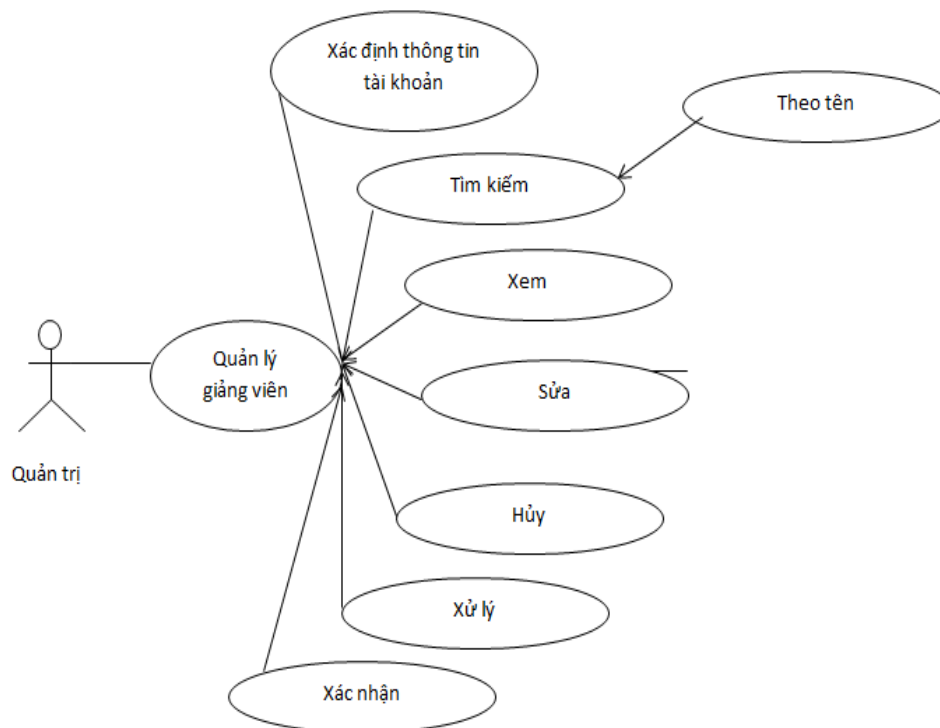 Xác định thông tin
tài khoản
Theo tên
Tìm kiếm
Xem
Quản lý
giảng viên
Sửa
Quản trị
Hủy
Xử lý
Xác nhận